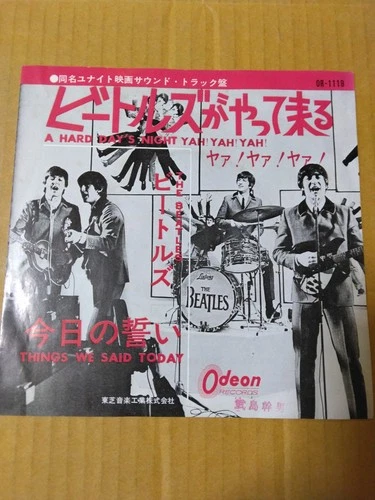 ●同名ユナイト映画サウンド・トラック盤
OR-1119
ビートルズがやって来る
A HARD DAY'S NIGHT YAH! YAH! YAH!
ヤァ!ヤァ!ヤァ!
THE BEATLES
ビートルズ
Ludwig
THE
BEATLES
今日の誓い
THINGS WE SAID TODAY
Odeon
RECORDS
東芝音楽工業株式会社